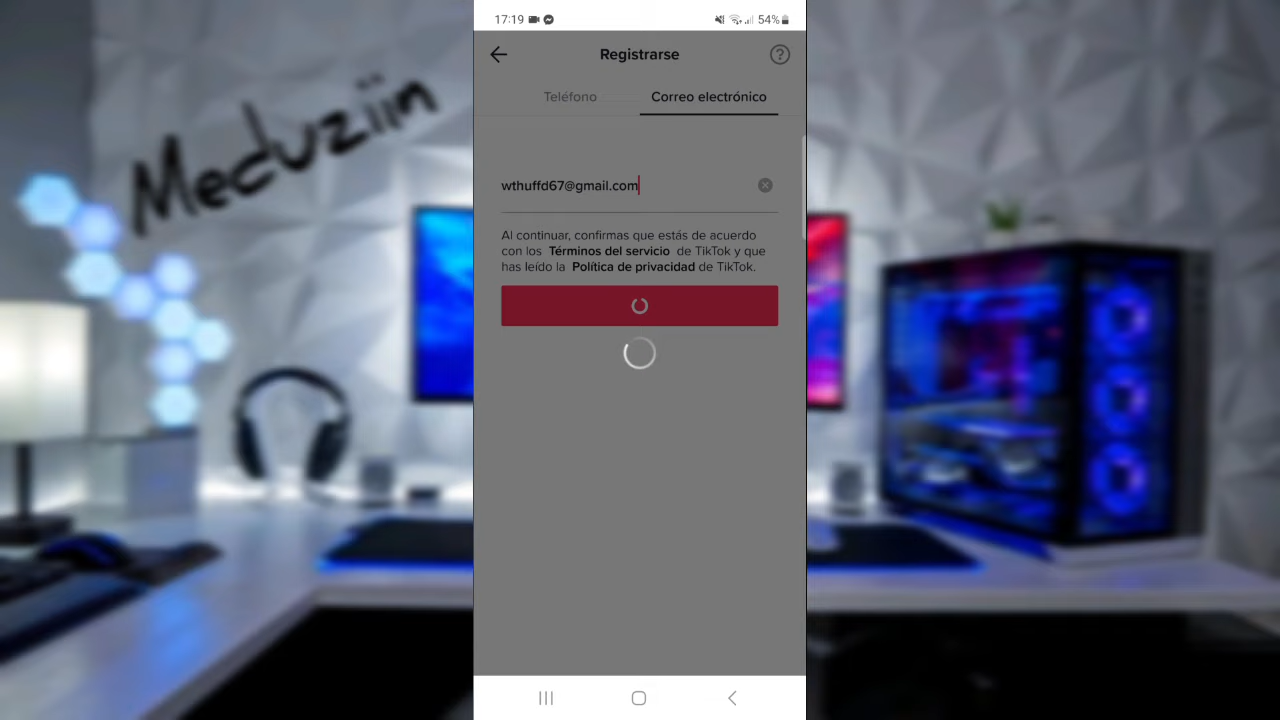 17:19
54%
Registrarse
Teléfono
Correo electrónico
Meduziin
wthuffd67@gmail.com
Al continuar, confirmas que estás de acuerdo
con los Términos del servicio de TikTok y que
has leído la Política de privacidad de TikTok.